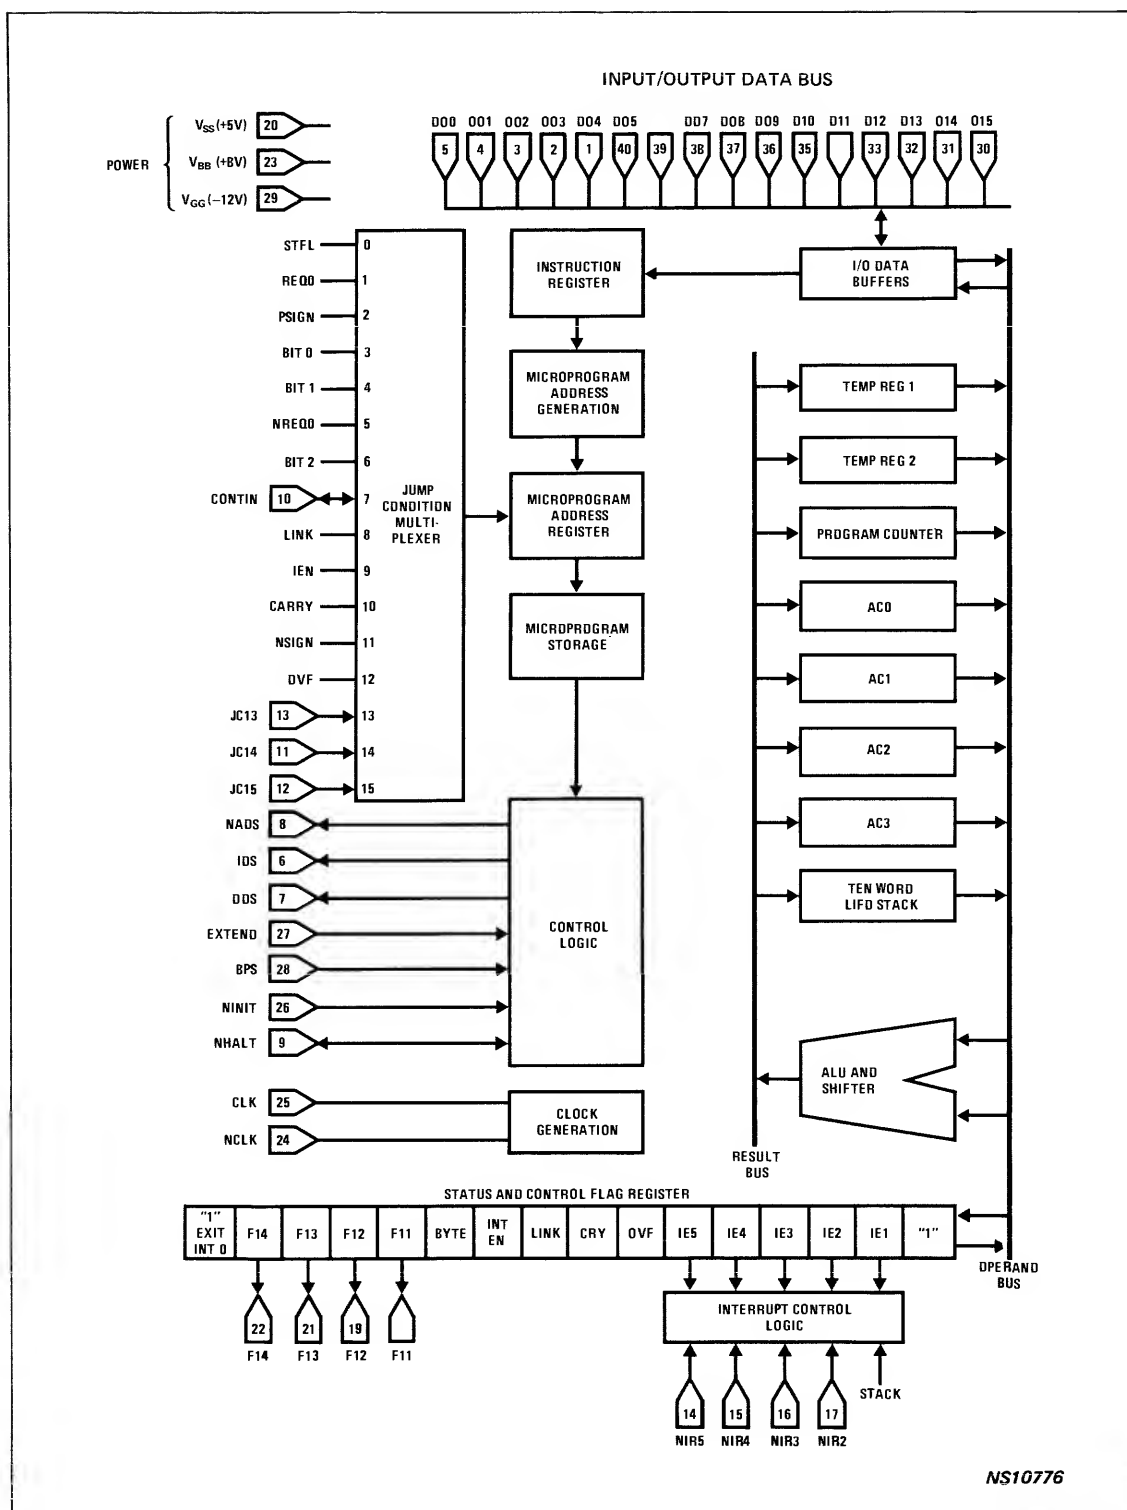 INPUT/OUTPUT DATA BUS
POWER
VSS (+5V) 20
VBB (+8V) 23
VGG (-12V) 29
D00 D01 D02 D03 D04 D05 D07 D08 D09 D10 D11 D12 D13 D14 D15
5 4 3 2 1 40 39 38 37 36 35 33 32 31 30
I/O DATA
BUFFERS
INSTRUCTION
REGISTER
MICROPROGRAM
ADDRESS
GENERATION
MICROPROGRAM
ADDRESS
REGISTER
MICROPROGRAM
STORAGE
STFL 0
REQ0 1
PSIGN 2
BIT 0 3
BIT 1 4
NREQ0 5
BIT 2 6
CONTIN 10 7
LINK 8
IEN 9
CARRY 10
NSIGN 11
OVF 12
JC13 13 13
JC14 11 14
JC15 12 15
JUMP
CONDITION
MULTI-
PLEXER
TEMP REG 1
TEMP REG 2
PROGRAM COUNTER
AC0
AC1
AC2
AC3
TEN WORD
LIFO STACK
NADS 8
IDS 6
ODS 7
EXTEND 27
BPS 28
NINIT 26
NHALT 9
CONTROL
LOGIC
ALU AND
SHIFTER
CLK 25
NCLK 24
CLOCK
GENERATION
RESULT
BUS
STATUS AND CONTROL FLAG REGISTER
"1"
EXIT
INT 0
F14
F13
F12
F11
BYTE
INT
EN
LINK
CRY
OVF
IE5
IE4
IE3
IE2
IE1
"1"
OPERAND
BUS
INTERRUPT CONTROL
LOGIC
22 21 19
F14 F13 F12 F11
STACK
14 15 16 17
NIR5 NIR4 NIR3 NIR2
NS10776